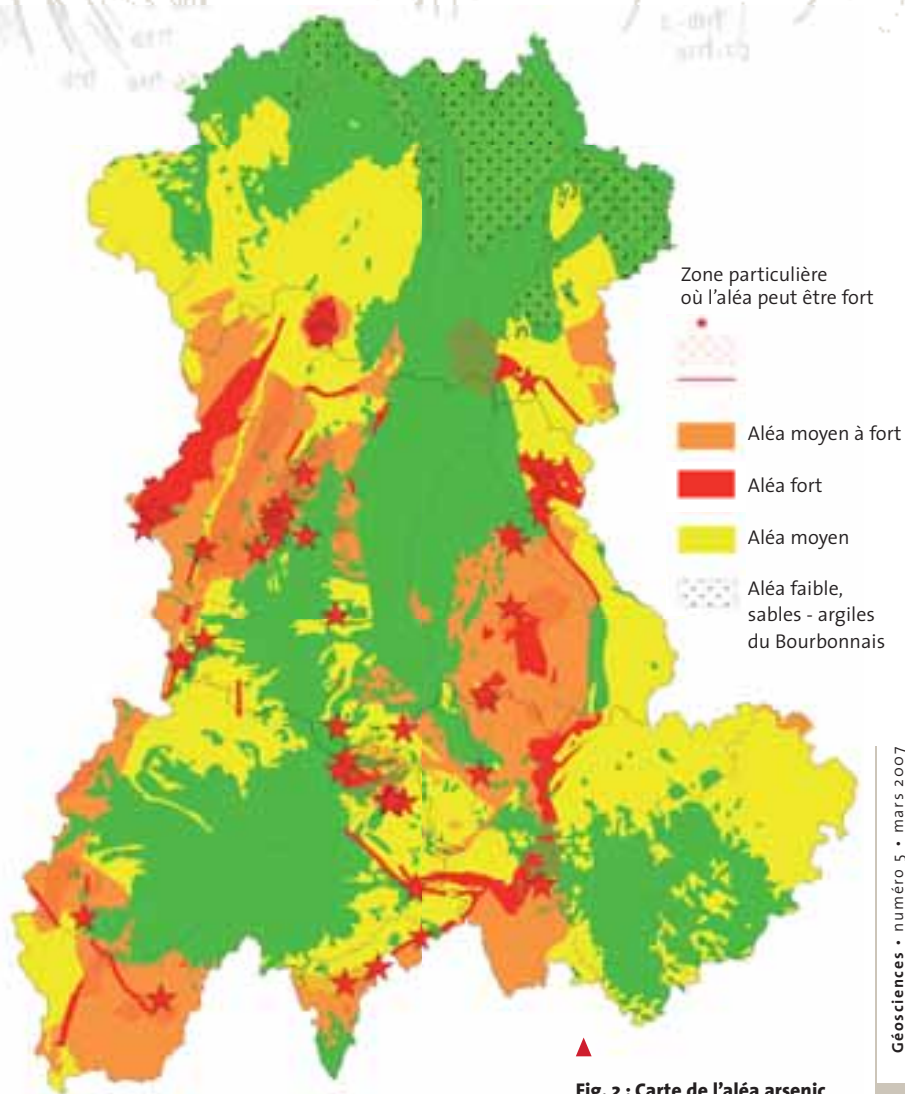 Zone particulière
où l'aléa peut être fort
Aléa moyen à fort
Aléa fort
Aléa moyen
Aléa faible,
sables - argiles
du Bourbonnais
Géosciences • numéro 5 • mars 2007
Fig. 2 : Carte de l'aléa arsenic